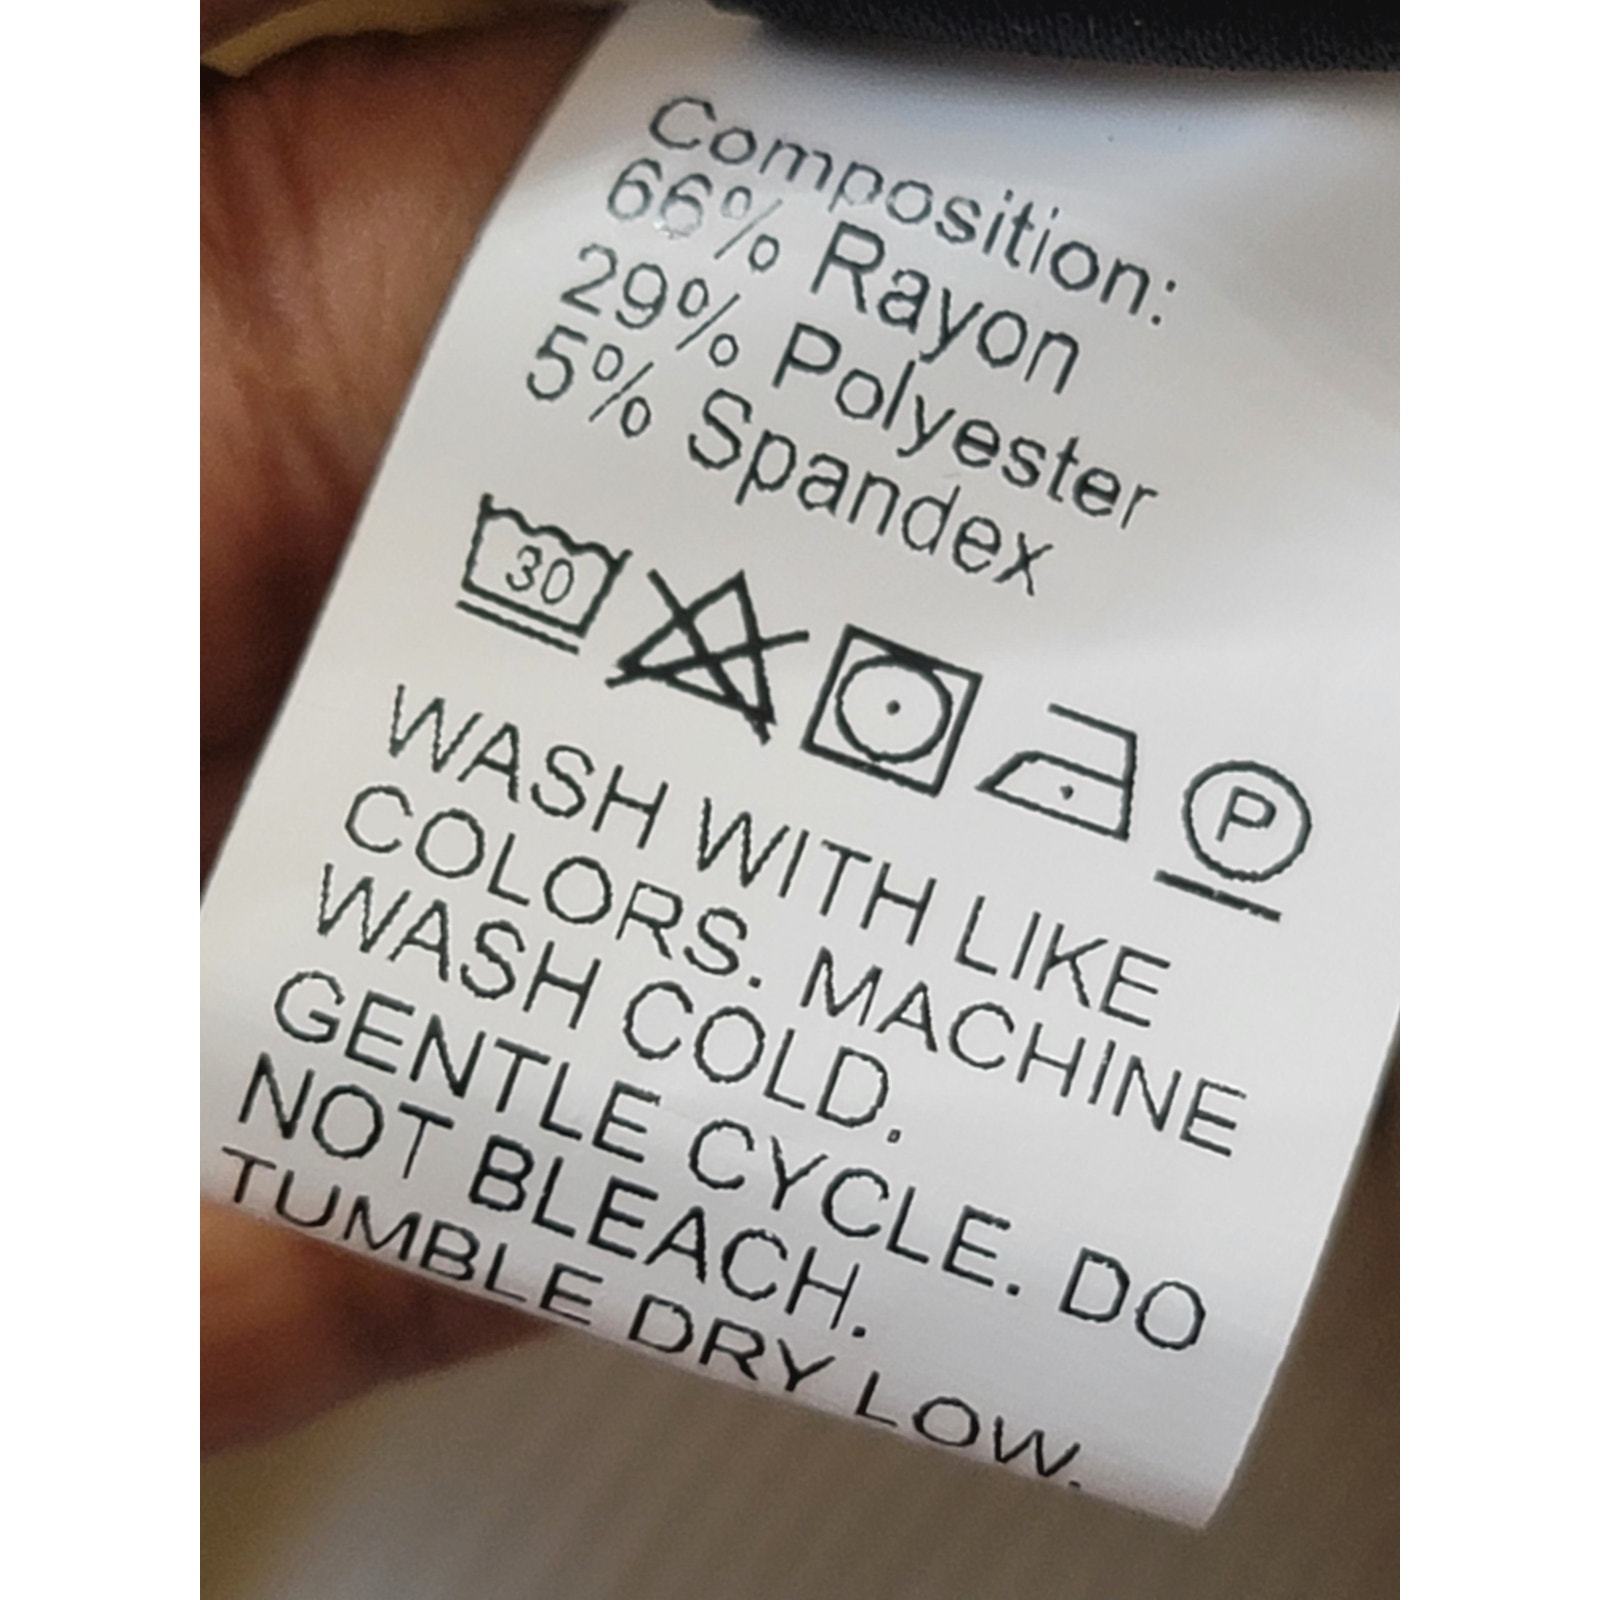 Composition:
66% Rayon
29% Polyester
5% Spandex
30 P
WASH WITH LIKE
COLORS. MACHINE
WASH COLD.
GENTLE CYCLE. DO
NOT BLEACH.
TUMBLE DRY LOW.